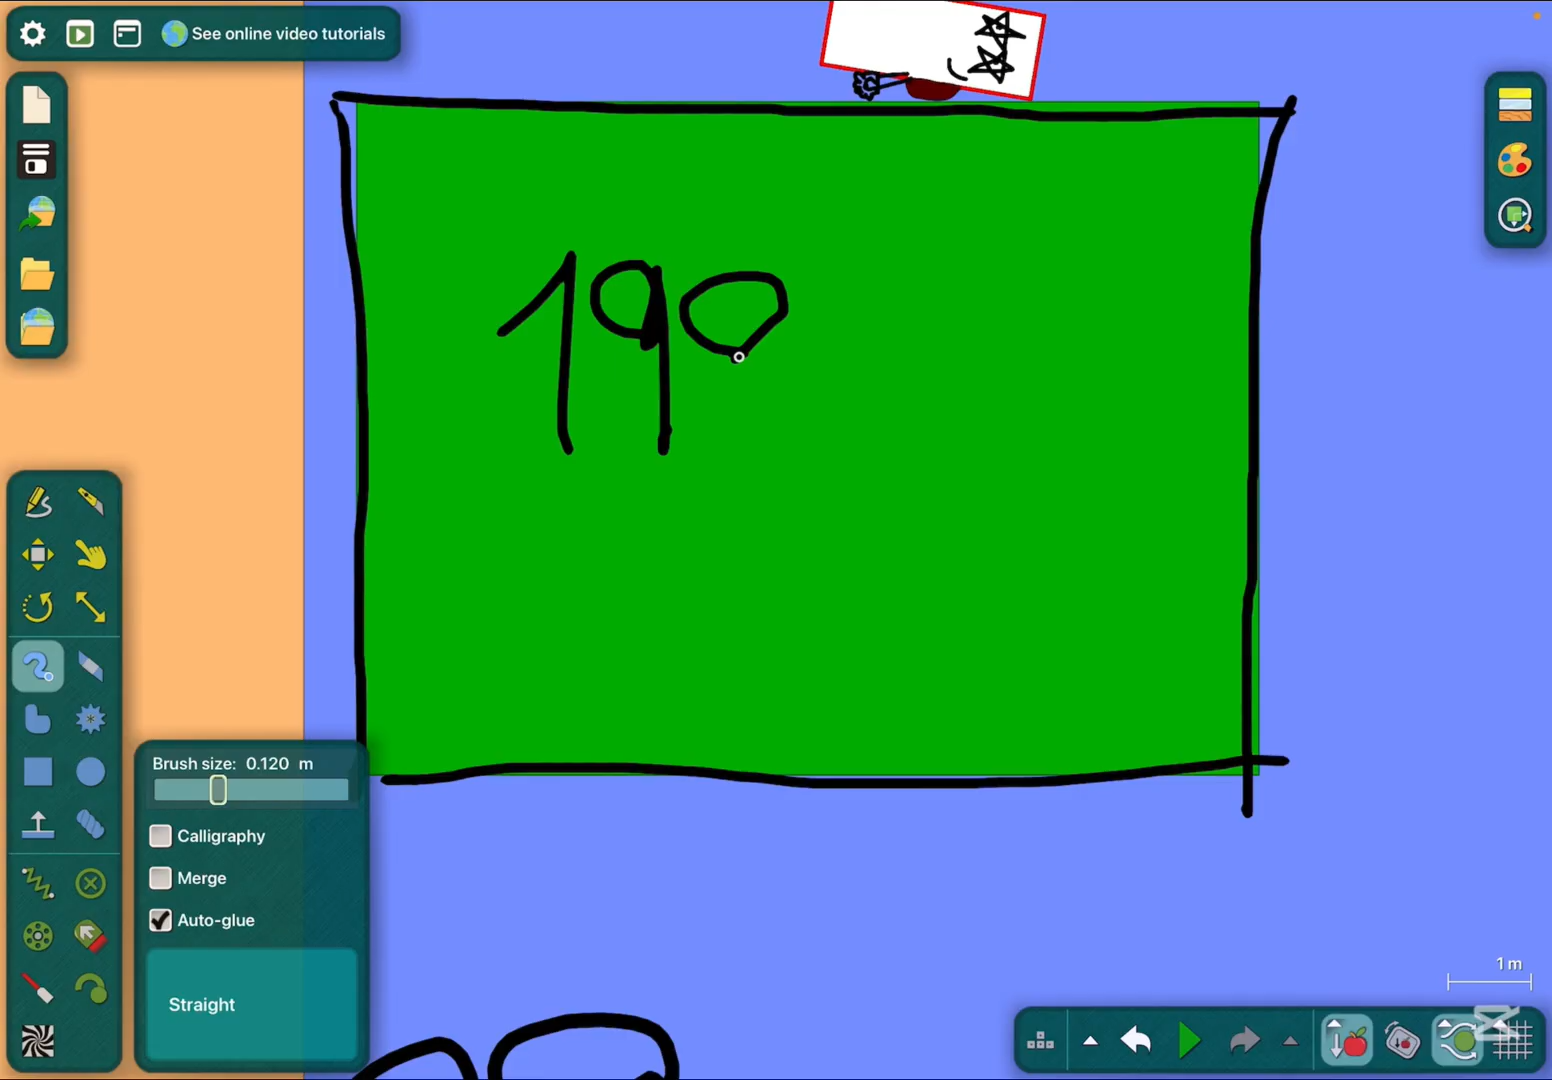 See online video tutorials
190
Brush size: 0.120 m
Calligraphy
Merge
Auto-glue
Straight
1 m